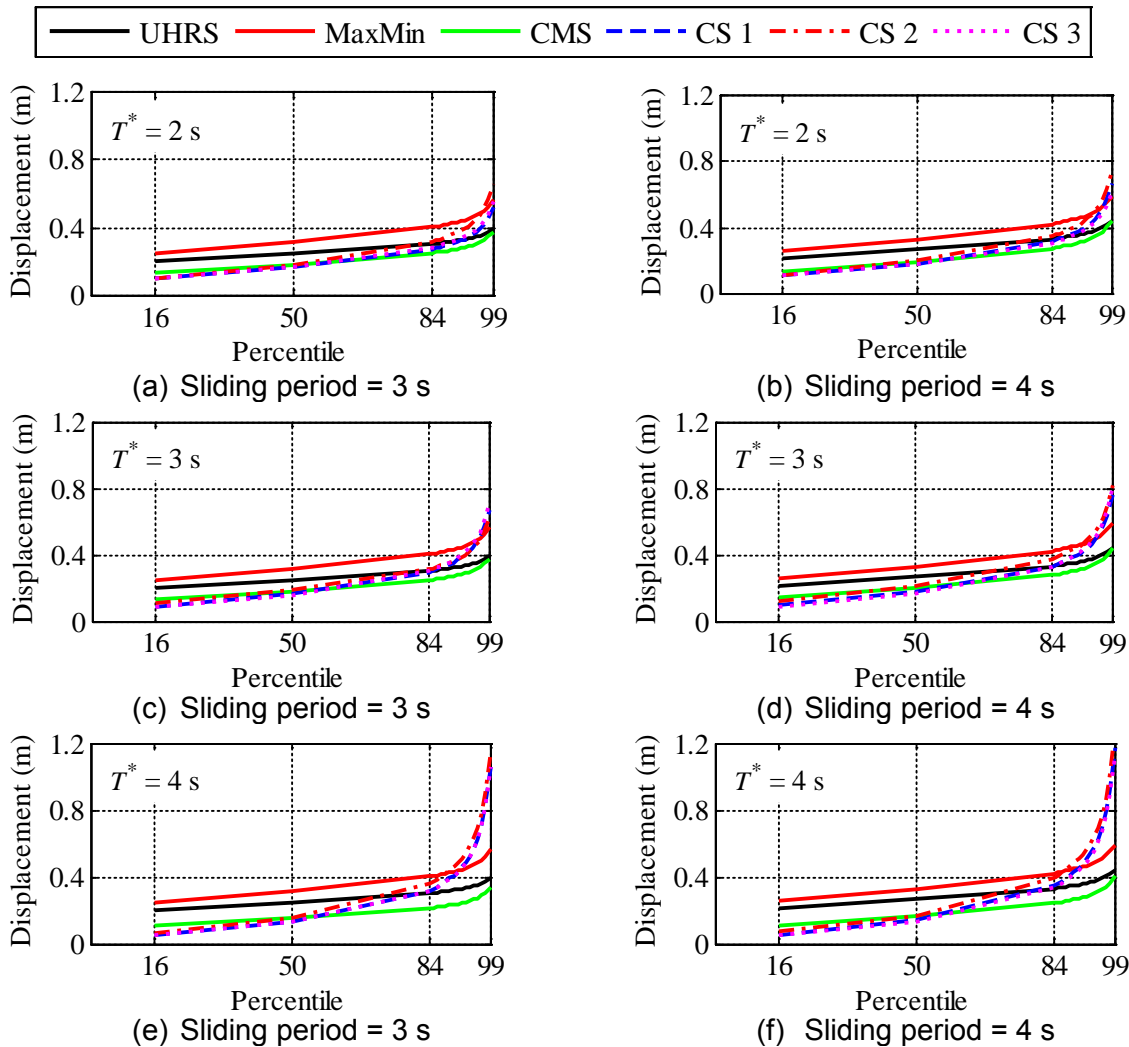 UHRS MaxMin CMS CS 1 CS 2 CS 3
Displacement (m)
1.2
0.8
0.4
0
T* = 2 s
16 50 84 99
Percentile
(a) Sliding period = 3 s
Displacement (m)
1.2
0.8
0.4
0
T* = 2 s
16 50 84 99
Percentile
(b) Sliding period = 4 s
Displacement (m)
1.2
0.8
0.4
0
T* = 3 s
16 50 84 99
Percentile
(c) Sliding period = 3 s
Displacement (m)
1.2
0.8
0.4
0
T* = 3 s
16 50 84 99
Percentile
(d) Sliding period = 4 s
Displacement (m)
1.2
0.8
0.4
0
T* = 4 s
16 50 84 99
Percentile
(e) Sliding period = 3 s
Displacement (m)
1.2
0.8
0.4
0
T* = 4 s
16 50 84 99
Percentile
(f) Sliding period = 4 s